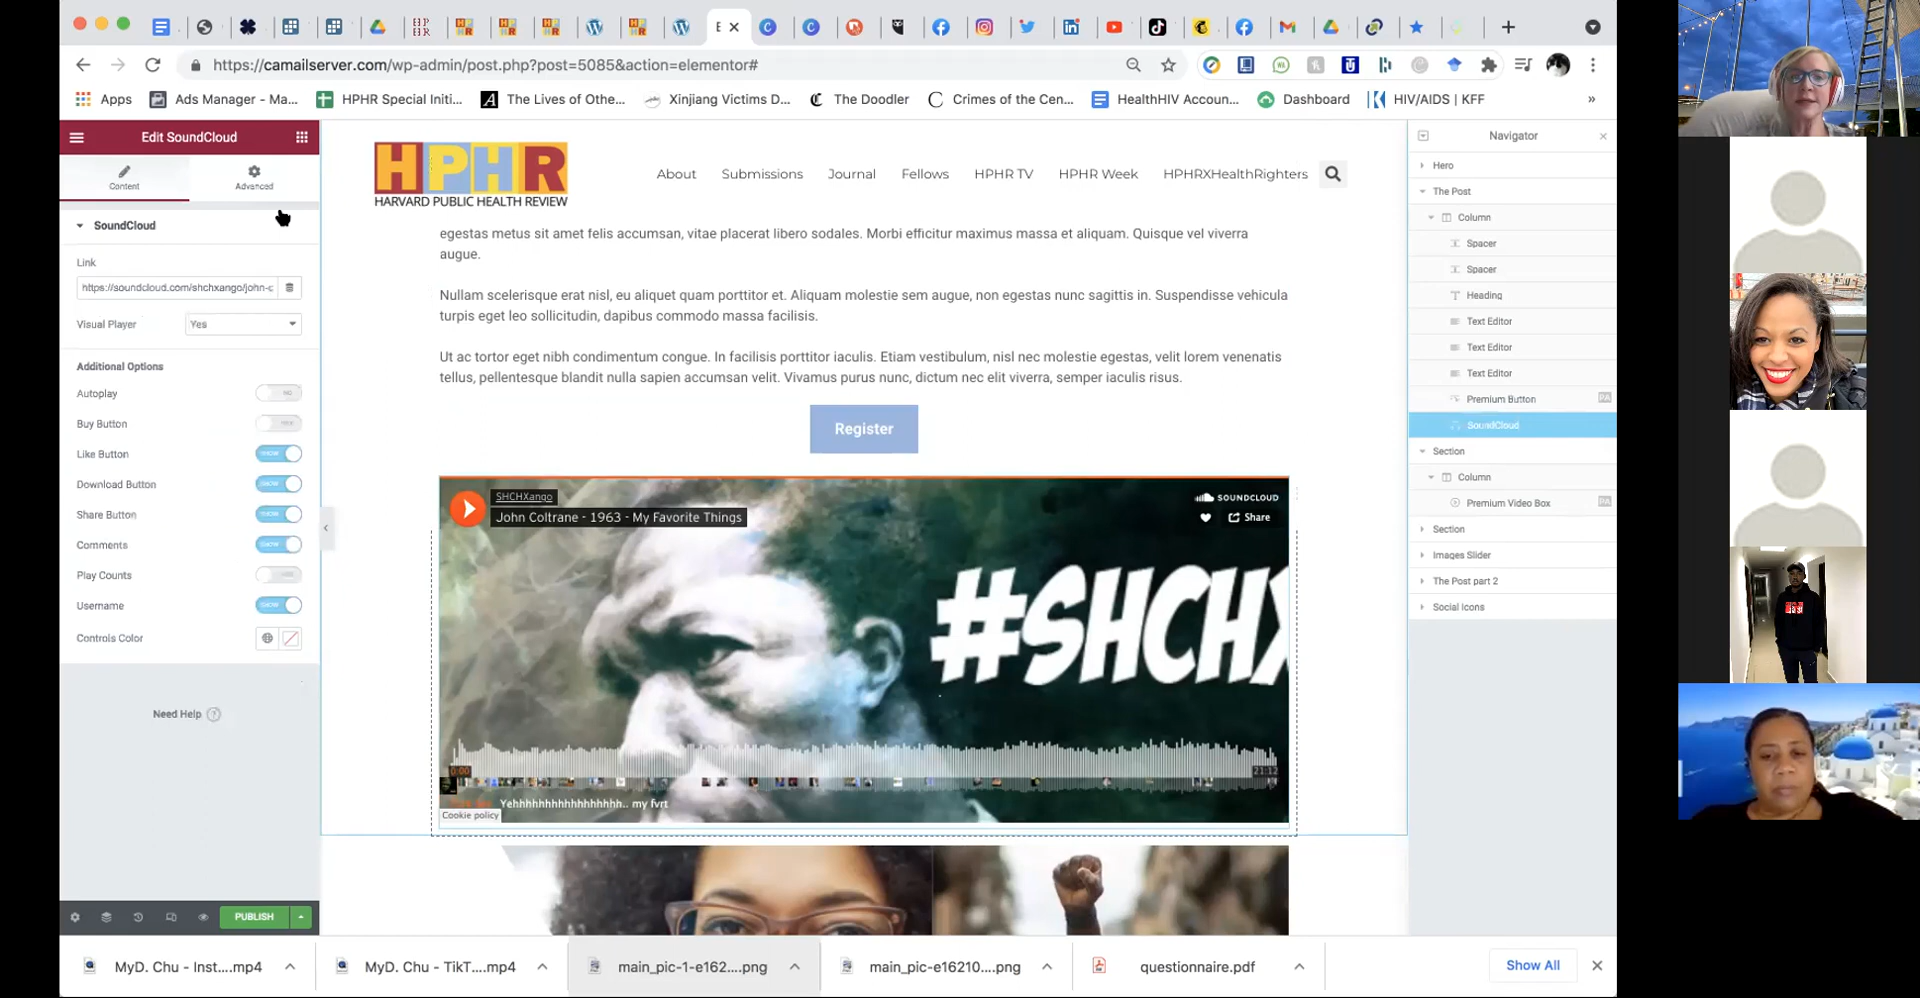 E
https://camailserver.com/wp-admin/post.php?post=5085&action=elementor#
Apps
Ads Manager - Ma...
HPHR Special Initi...
The Lives of Othe...
Xinjiang Victims D...
The Doodler
Crimes of the Cen...
HealthHIV Accoun...
Dashboard
HIV/AIDS | KFF
»
Edit SoundCloud
Content
Advanced
SoundCloud
Link
https://soundcloud.com/shchxango/john-c
Visual Player
Yes
Additional Options
Autoplay
NO
Buy Button
Like Button
SHOW
Download Button
SHOW
Share Button
SHOW
Comments
SHOW
Play Counts
Username
SHOW
Controls Color
Need Help
PUBLISH
HPHR
HARVARD PUBLIC HEALTH REVIEW
About
Submissions
Journal
Fellows
HPHR TV
HPHR Week
HPHRXHealthRighters
egestas metus sit amet felis accumsan, vitae placerat libero sodales. Morbi efficitur maximus massa et aliquam. Quisque vel viverra
augue.
Nullam scelerisque erat nisl, eu aliquet quam porttitor et. Aliquam molestie sem augue, non egestas nunc sagittis in. Suspendisse vehicula
turpis eget leo sollicitudin, dapibus commodo massa facilisis.
Ut ac tortor eget nibh condimentum congue. In facilisis porttitor iaculis. Etiam vestibulum, nisl nec molestie egestas, velit lorem venenatis
tellus, pellentesque blandit nulla sapien accumsan velit. Vivamus purus nunc, dictum nec elit viverra, semper iaculis risus.
Register
SHCHXango
John Coltrane - 1963 - My Favorite Things
SOUNDCLOUD
Share
#SHCHX
0:00
21:12
Yehhhhhhhhhhhhhhhhh.. my fvrt
Cookie policy
Navigator
Hero
The Post
Column
Spacer
Spacer
Heading
Text Editor
Text Editor
Text Editor
Premium Button
PA
SoundCloud
Section
Column
Premium Video Box
PA
Section
Images Slider
The Post part 2
Social Icons
MyD. Chu - Inst....mp4
MyD. Chu - TikT....mp4
main_pic-1-e162....png
main_pic-e16210....png
questionnaire.pdf
Show All